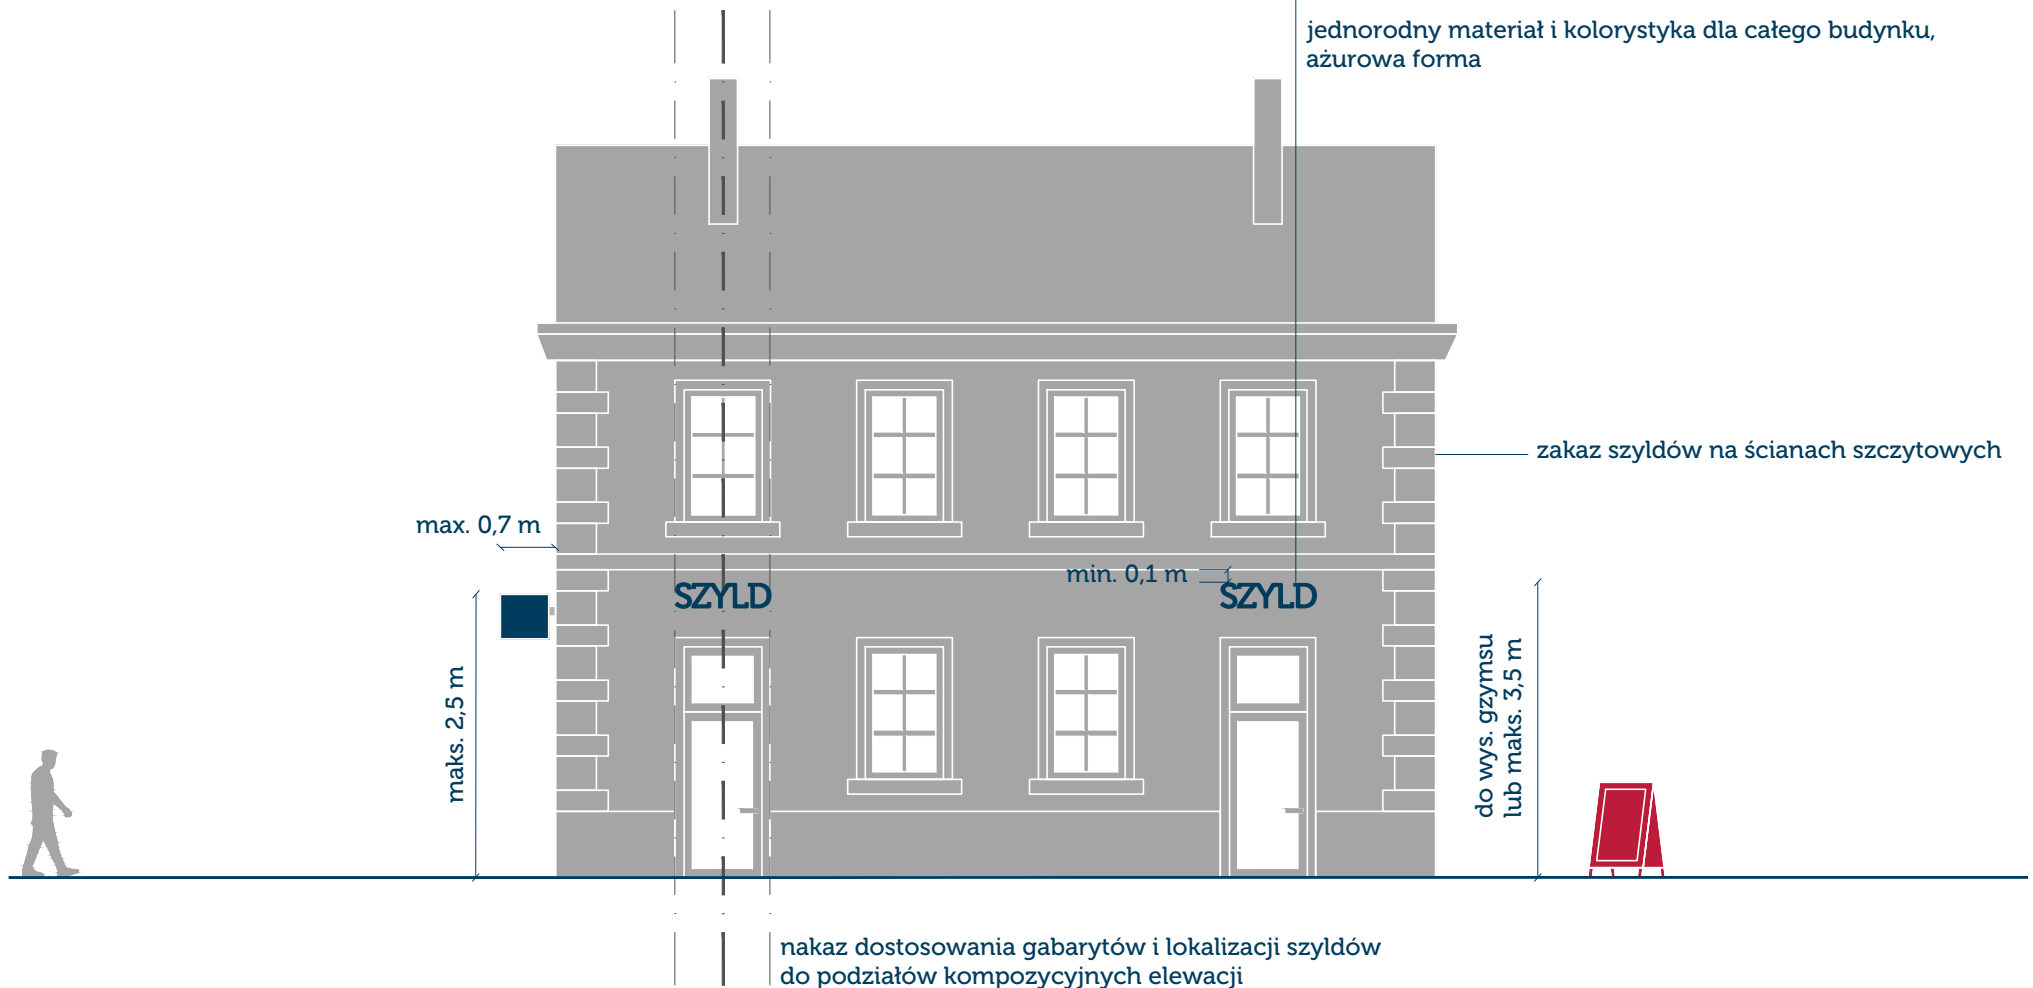 jednorodny materiał i kolorystyka dla całego budynku,
ażurowa forma
zakaz szyldów na ścianach szczytowych
max. 0,7 m
min. 0,1 m
SZYLD
SZYLD
maks. 2,5 m
do wys. gzymsu
lub maks. 3,5 m
nakaz dostosowania gabarytów i lokalizacji szyldów
do podziałów kompozycyjnych elewacji